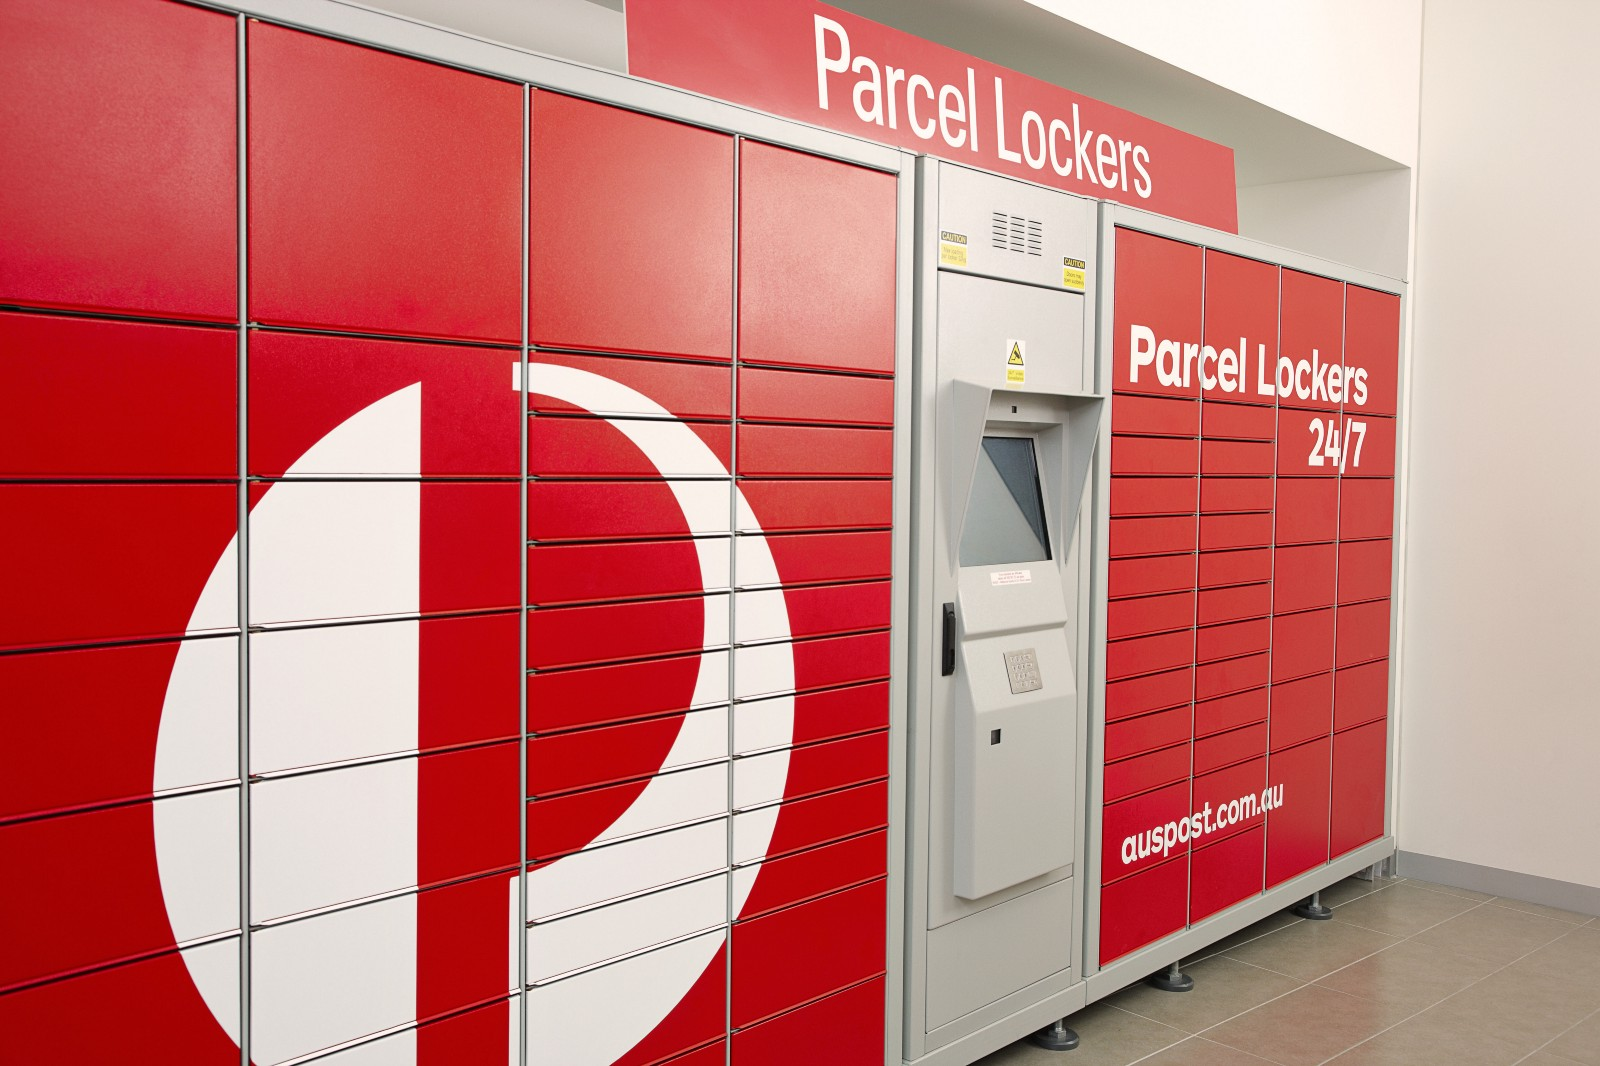 Parcel Lockers
CAUTION
CAUTION
Parcel Lockers
24/7
auspost.com.au